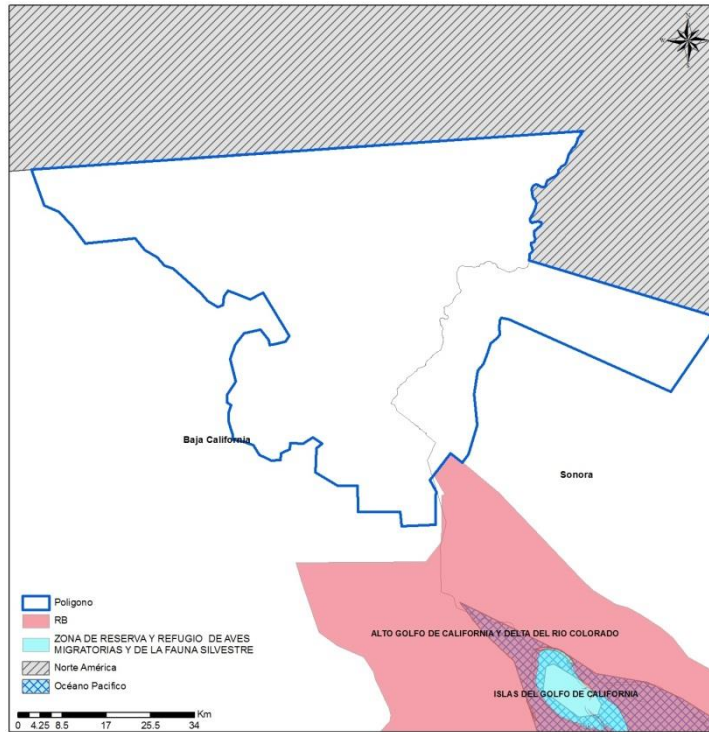 Baja California
Sonora
ALTO GOLFO DE CALIFORNIA Y DELTA DEL RIO COLORADO
ISLAS DEL GOLFO DE CALIFORNIA
Polígono
RB
ZONA DE RESERVA Y REFUGIO DE AVES
MIGRATORIAS Y DE LA FAUNA SILVESTRE
Norte América
Océano Pacifico
Km
0 4.25 8.5 17 25.5 34